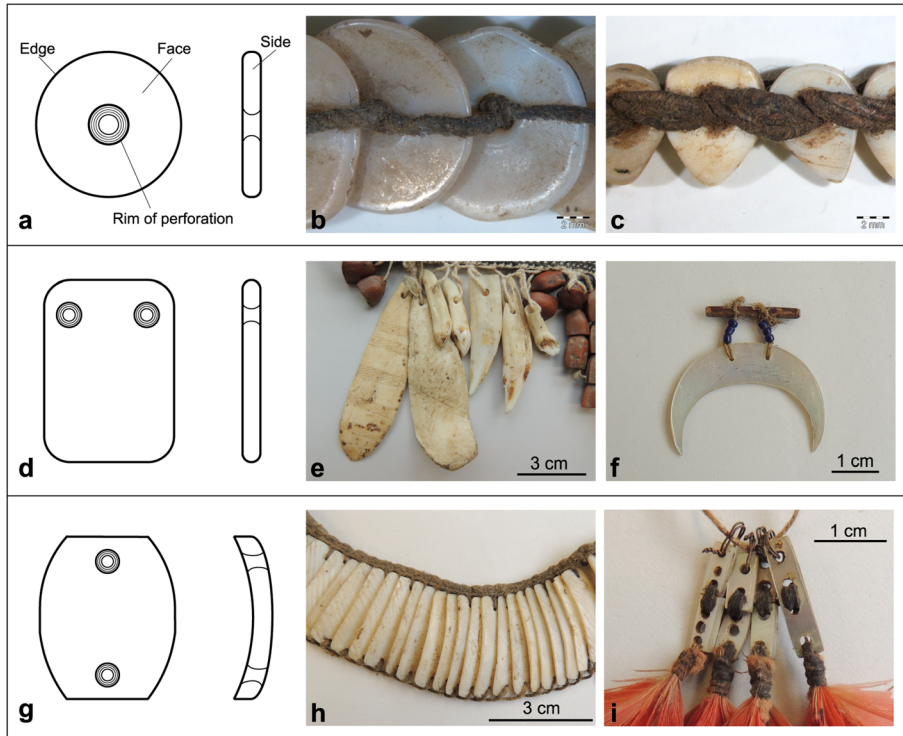 Edge
Face
Side
Rim of perforation
a
b
2 mm
c
2 mm
d
e
3 cm
f
1 cm
g
h
3 cm
i
1 cm